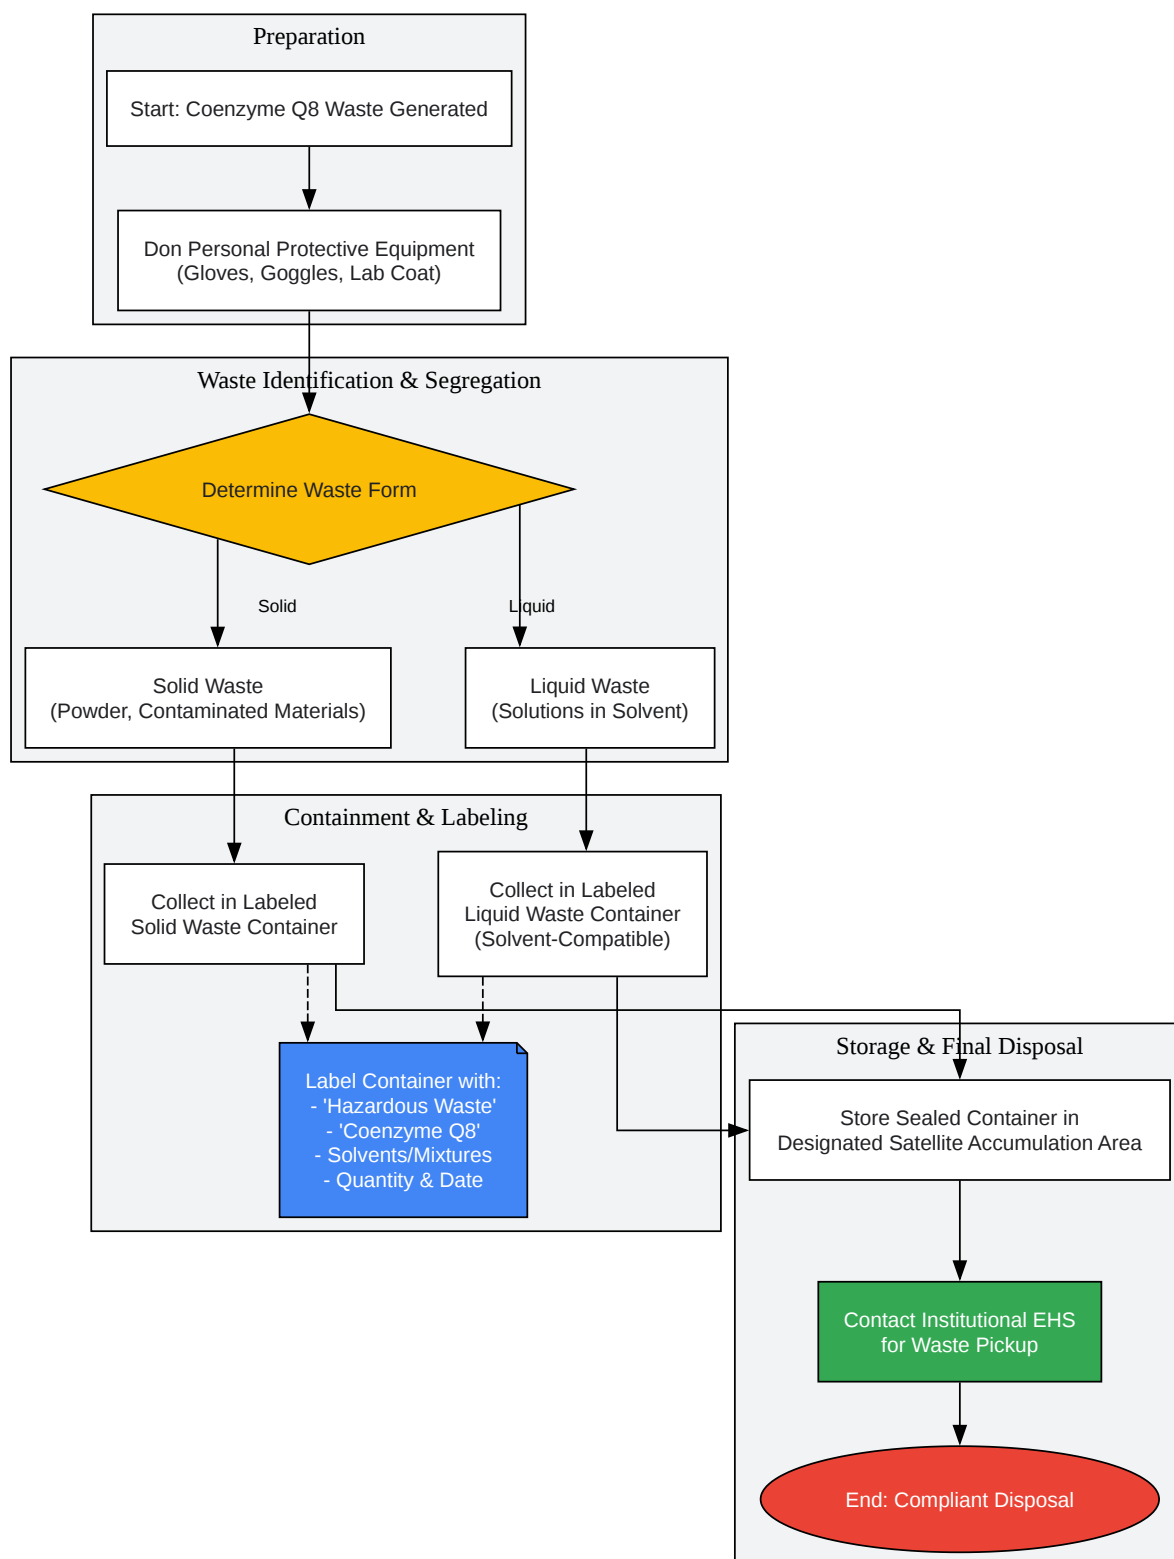 Preparation
Start: Coenzyme Q8 Waste Generated
Don Personal Protective Equipment
(Gloves, Goggles, Lab Coat)
Waste Identification & Segregation
Determine Waste Form
Solid
Liquid
Solid Waste
(Powder, Contaminated Materials)
Liquid Waste
(Solutions in Solvent)
Containment & Labeling
Collect in Labeled
Solid Waste Container
Collect in Labeled
Liquid Waste Container
(Solvent-Compatible)
Label Container with:
- 'Hazardous Waste'
- 'Coenzyme Q8'
- Solvents/Mixtures
- Quantity & Date
Storage & Final Disposal
Store Sealed Container in
Designated Satellite Accumulation Area
Contact Institutional EHS
for Waste Pickup
End: Compliant Disposal